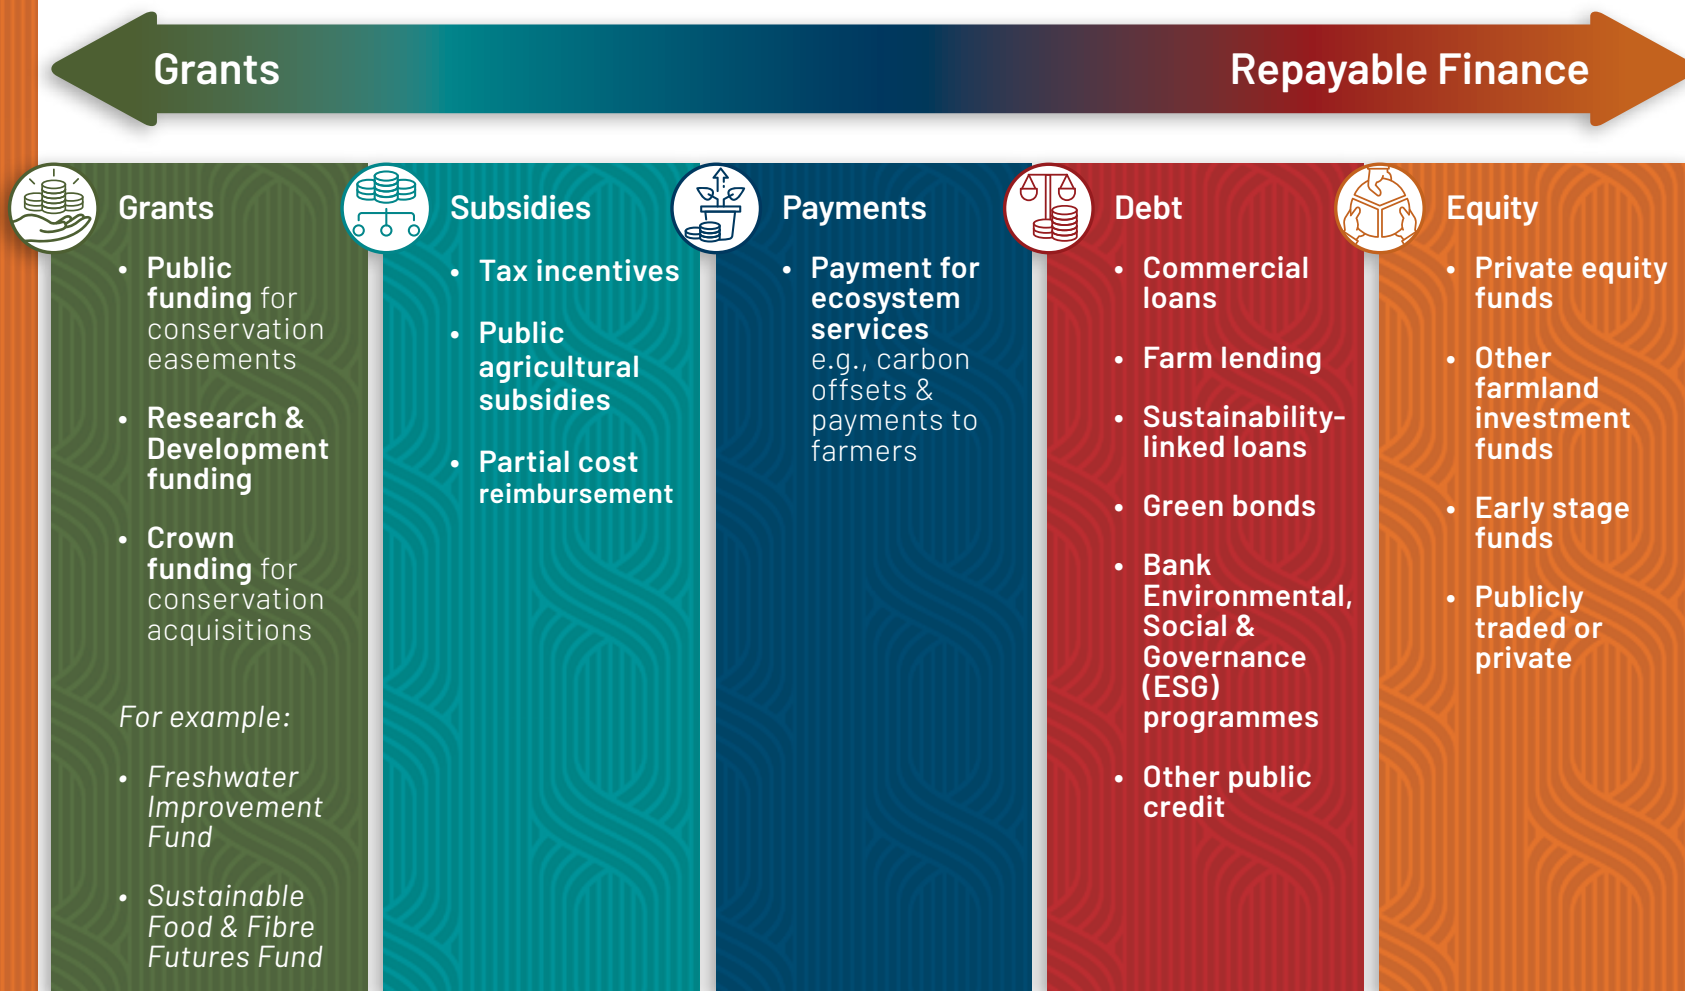 Grants
Repayable Finance
Grants
• Public
funding for
conservation
easements
• Research &
Development
funding
• Crown
funding for
conservation
acquisitions
For example:
• Freshwater
Improvement
Fund
• Sustainable
Food & Fibre
Futures Fund
Subsidies
• Tax incentives
• Public
agricultural
subsidies
• Partial cost
reimbursement
Payments
• Payment for
ecosystem
services
e.g., carbon
offsets &
payments to
farmers
Debt
• Commercial
loans
• Farm lending
• Sustainability-
linked loans
• Green bonds
• Bank
Environmental,
Social &
Governance
(ESG)
programmes
• Other public
credit
Equity
• Private equity
funds
• Other
farmland
investment
funds
• Early stage
funds
• Publicly
traded or
private